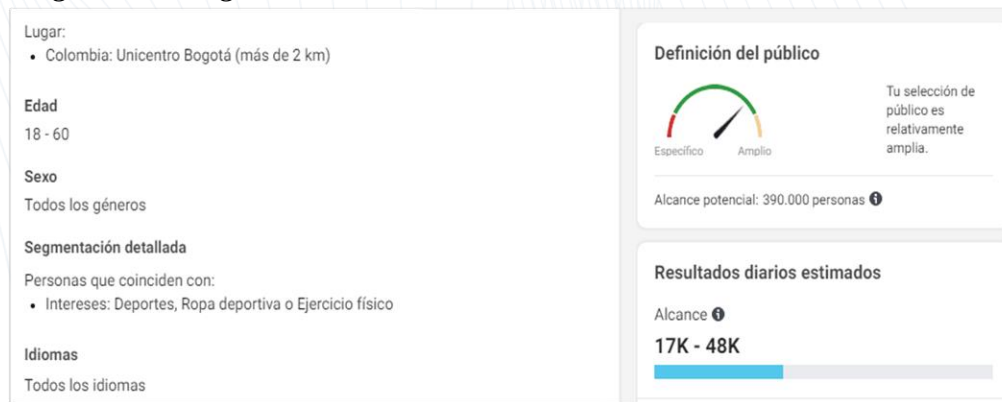 Lugar:
• Colombia: Unicentro Bogotá (más de 2 km)
Edad
18 - 60
Sexo
Todos los géneros
Segmentación detallada
Personas que coinciden con:
• Intereses: Deportes, Ropa deportiva o Ejercicio físico
Idiomas
Todos los idiomas
Definición del público
Específico
Amplio
Tu selección de
público es
relativamente
amplia.
Alcance potencial: 390.000 personas
Resultados diarios estimados
Alcance
17K - 48K